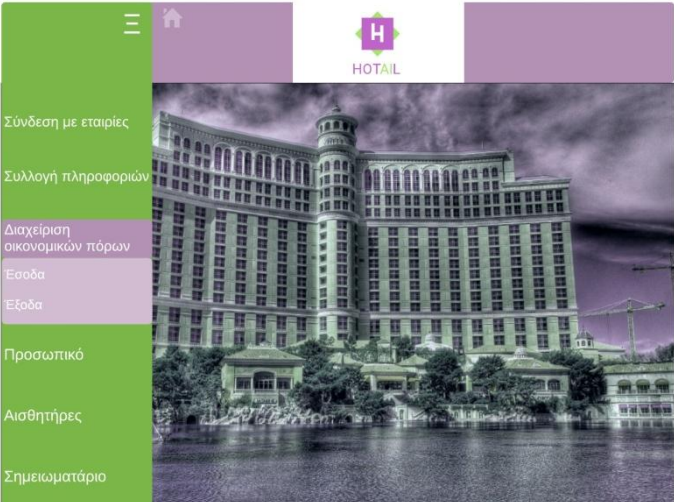 H
HOTAIL
Σύνδεση με εταιρίες
Συλλογή πληροφοριών
Διαχείριση
οικονομικών πόρων
Έσοδα
Έξοδα
Προσωπικό
Αισθητήρες
Σημειωματάριο